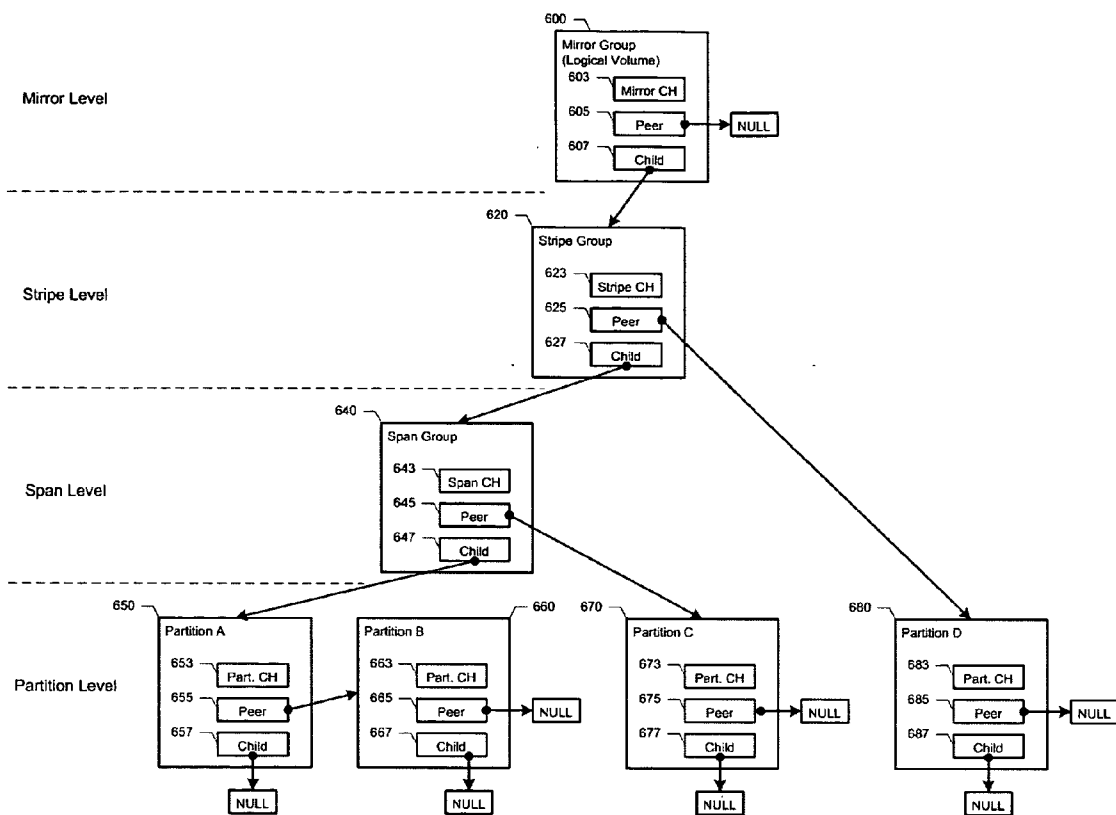 600
Mirror Group
(Logical Volume)
603
Mirror CH
Mirror Level
605
Peer
NULL
607
Child
620
Stripe Group
623
Stripe CH
Stripe Level
625
Peer
627
Child
640
Span Group
643
Span CH
Span Level
645
Peer
647
Child
650
660
670
680
Partition A
Partition B
Partition C
Partition D
653
Part. CH
663
Part. CH
673
Part. CH
683
Part. CH
Partition Level
655
Peer
665
Peer
NULL
675
Peer
NULL
685
Peer
NULL
657
Child
667
Child
677
Child
687
Child
NULL
NULL
NULL
NULL